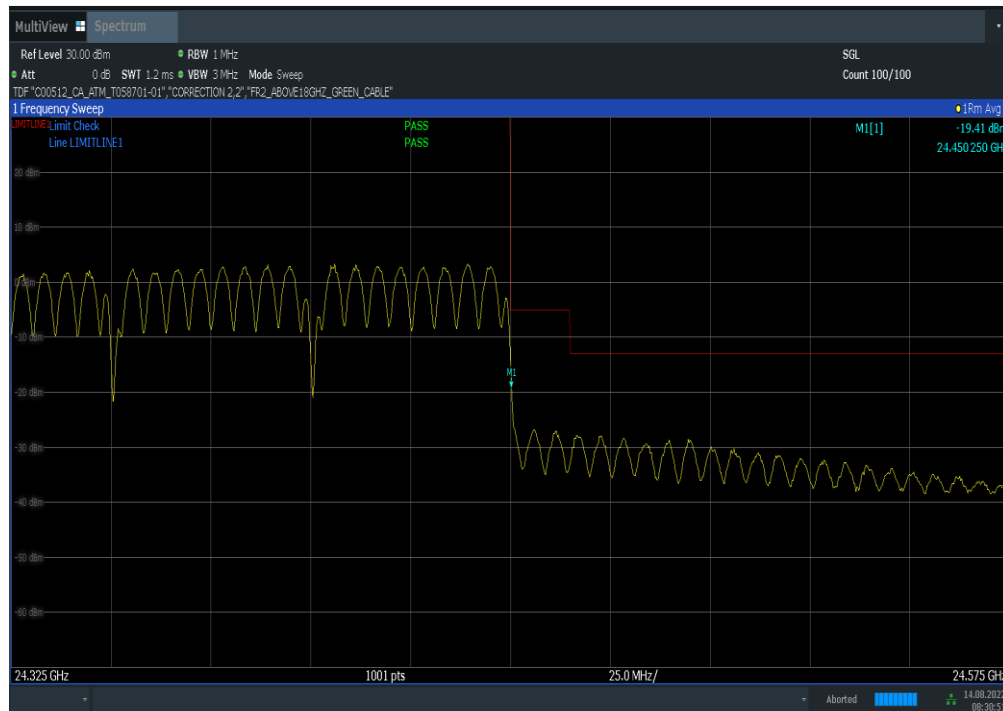 MultiView Spectrum
Ref Level 30.00 dBm RBW 1 MHz SGL
Att 0 dB SWT 1.2 ms VBW 3 MHz Mode Sweep Count 100/100
TDF "C00512_CA_ATM_T058701-01","CORRECTION 2,2","FR2_ABOVE18GHZ_GREEN_CABLE"
1 Frequency Sweep 1Rm Avg
LIMITLINE1 Limit Check PASS M1[1] -19.41 dBm
Line LIMITLINE1 PASS 24.450 250 GH
20 dBm
10 dBm
0 dBm
-10 dBm
M1
-20 dBm
-30 dBm
-40 dBm
-50 dBm
-60 dBm
24.325 GHz 1001 pts 25.0 MHz/ 24.575 GHz
Aborted 14.08.202
08:30:5